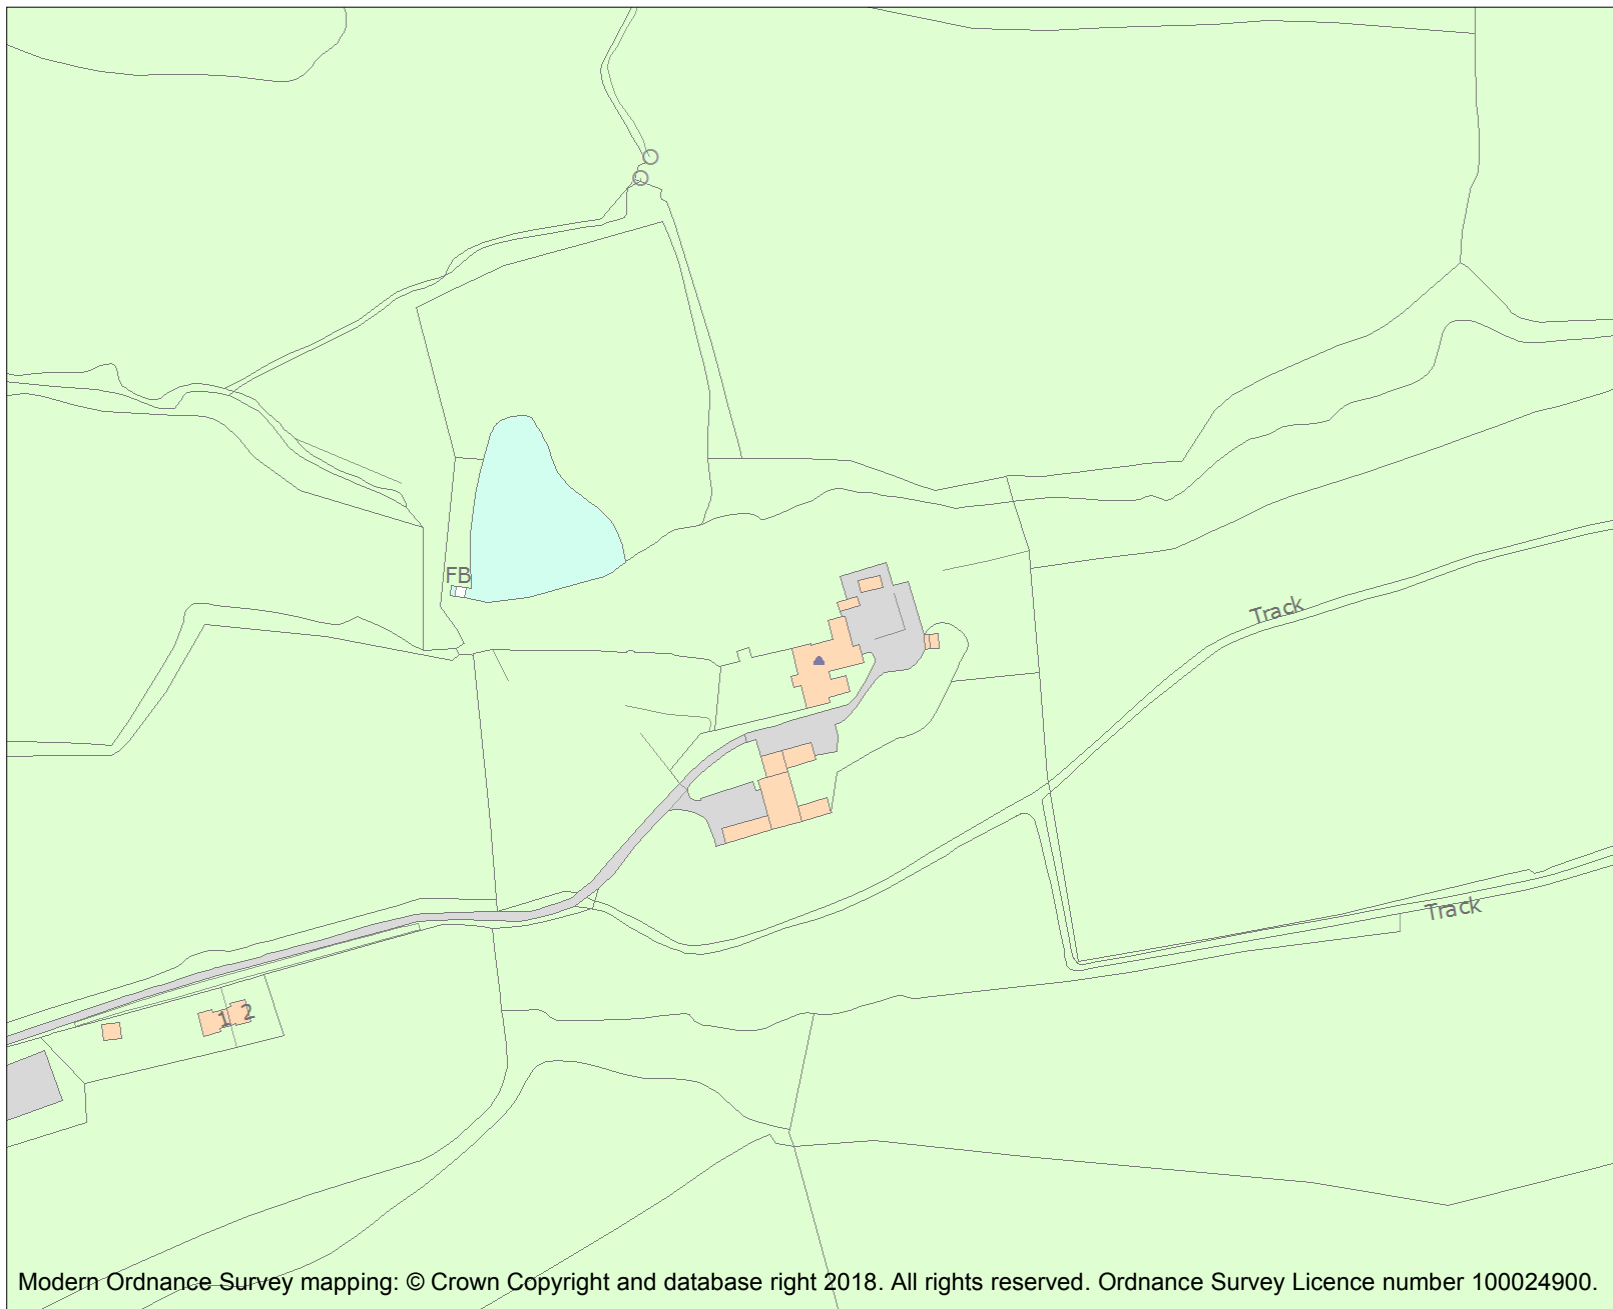 FB
Track
Track
1 2
Modern Ordnance Survey mapping: © Crown Copyright and database right 2018. All rights reserved. Ordnance Survey Licence number 100024900.